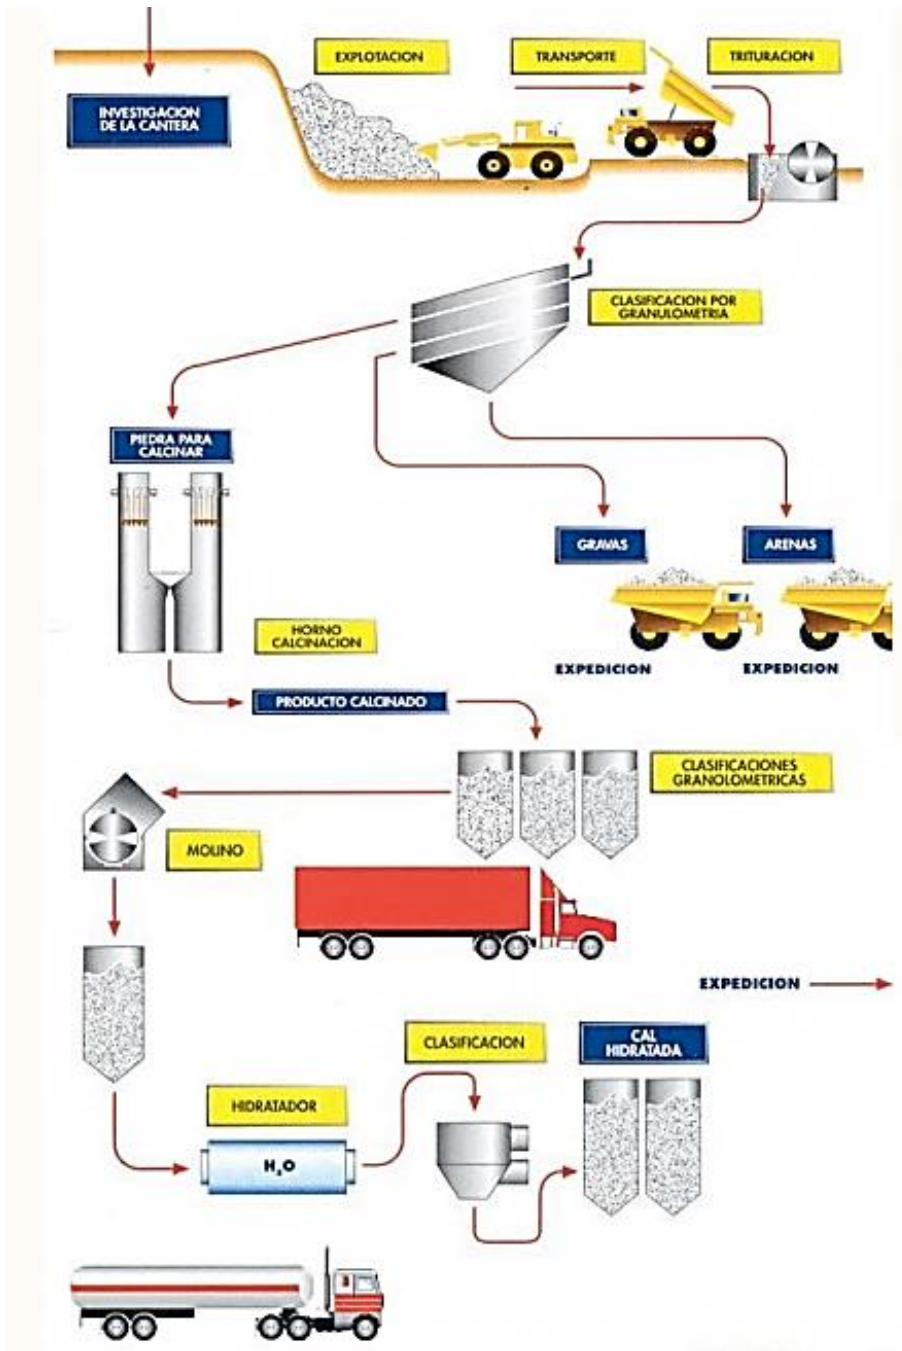 EXPLOTACION
TRANSPORTE
TRITURACION
INVESTIGACION
DE LA CANTERA
CLASIFICACION POR
GRANULOMETRIA
PIEDRA PARA
CALCINAR
GRAVAS
ARENAS
HORNO
CALCINACION
EXPEDICION
EXPEDICION
PRODUCTO CALCINADO
CLASIFICACIONES
GRANOLOMETRICAS
MOLINO
EXPEDICION
CLASIFICACION
CAL
HIDRATADA
HIDRATADOR
H₂O